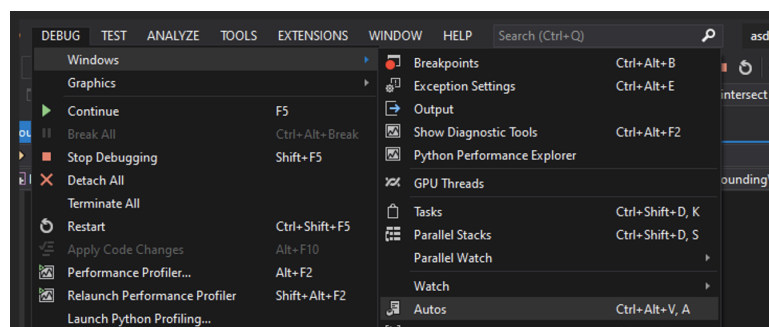 DEBUG TEST ANALYZE TOOLS EXTENSIONS WINDOW HELP Search (Ctrl+Q) asd
Windows
Graphics
Continue F5
Break All Ctrl+Alt+Break
Stop Debugging Shift+F5
Detach All
Terminate All
Restart Ctrl+Shift+F5
Apply Code Changes Alt+F10
Performance Profiler... Alt+F2
Relaunch Performance Profiler Shift+Alt+F2
Launch Python Profiling...
Breakpoints Ctrl+Alt+B
Exception Settings Ctrl+Alt+E
Output
Show Diagnostic Tools Ctrl+Alt+F2
Python Performance Explorer
GPU Threads
Tasks Ctrl+Shift+D, K
Parallel Stacks Ctrl+Shift+D, S
Parallel Watch
Watch
Autos Ctrl+Alt+V, A
intersect
ounding